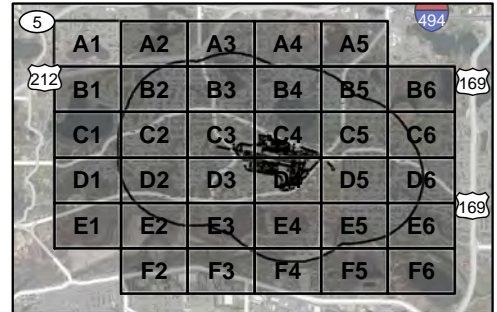 5
494
A1 A2 A3 A4 A5
212
B1 B2 B3 B4 B5 B6
169
C1 C2 C3 C4 C5 C6
D1 D2 D3 D4 D5 D6
169
E1 E2 E3 E4 E5 E6
F2 F3 F4 F5 F6